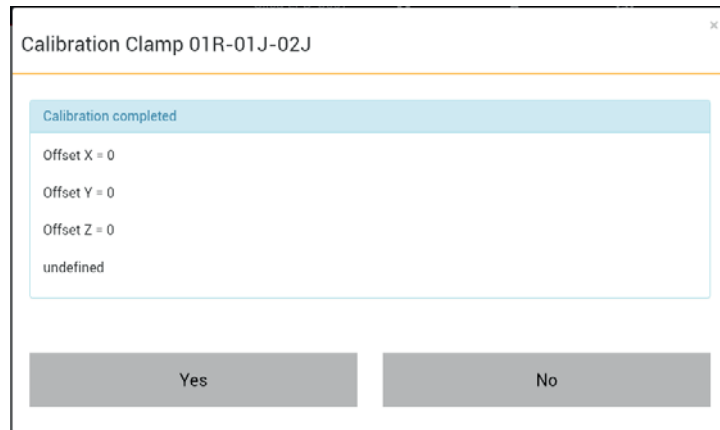 Calibration Clamp 01R-01J-02J
×
Calibration completed
Offset X = 0
Offset Y = 0
Offset Z = 0
undefined
Yes
No